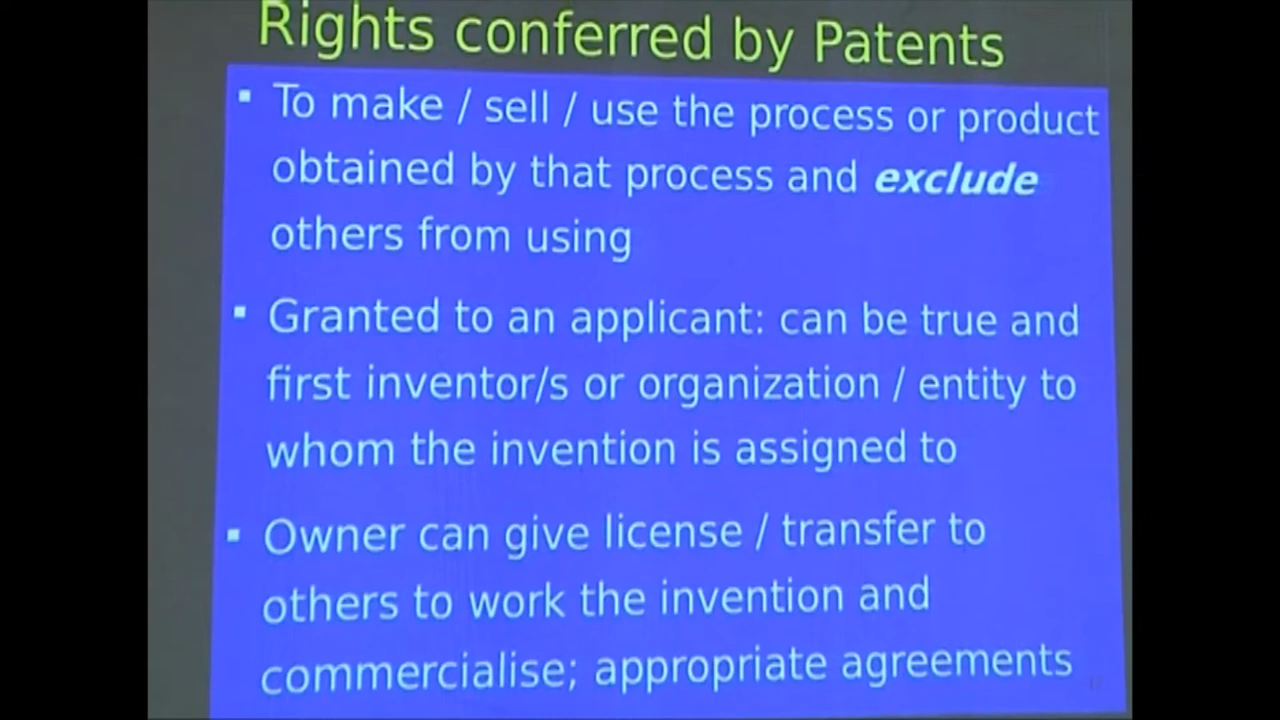 Rights conferred by Patents
▪ To make / sell / use the process or product
obtained by that process and exclude
others from using
▪ Granted to an applicant: can be true and
first inventor/s or organization / entity to
whom the invention is assigned to
▪ Owner can give license / transfer to
others to work the invention and
commercialise; appropriate agreements